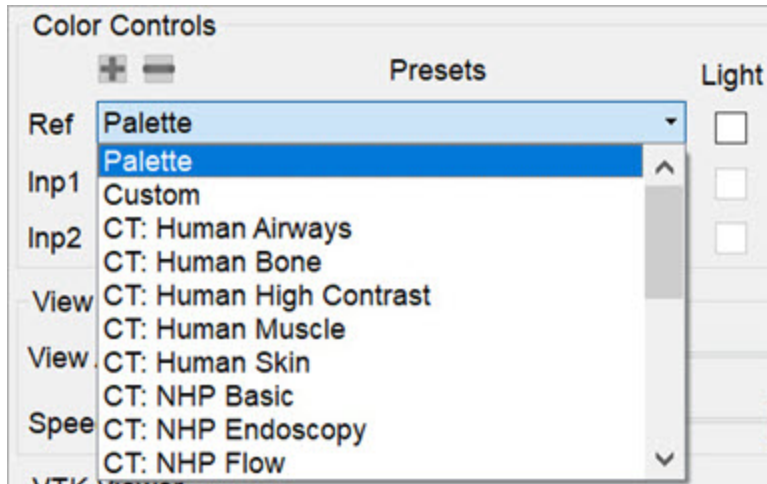 Color Controls
Presets Light
Ref Palette
Palette
Inp1
Custom
CT: Human Airways
Inp2
CT: Human Bone
View CT: Human High Contrast
CT: Human Muscle
View CT: Human Skin
CT: NHP Basic
Spee CT: NHP Endoscopy
CT: NHP Flow